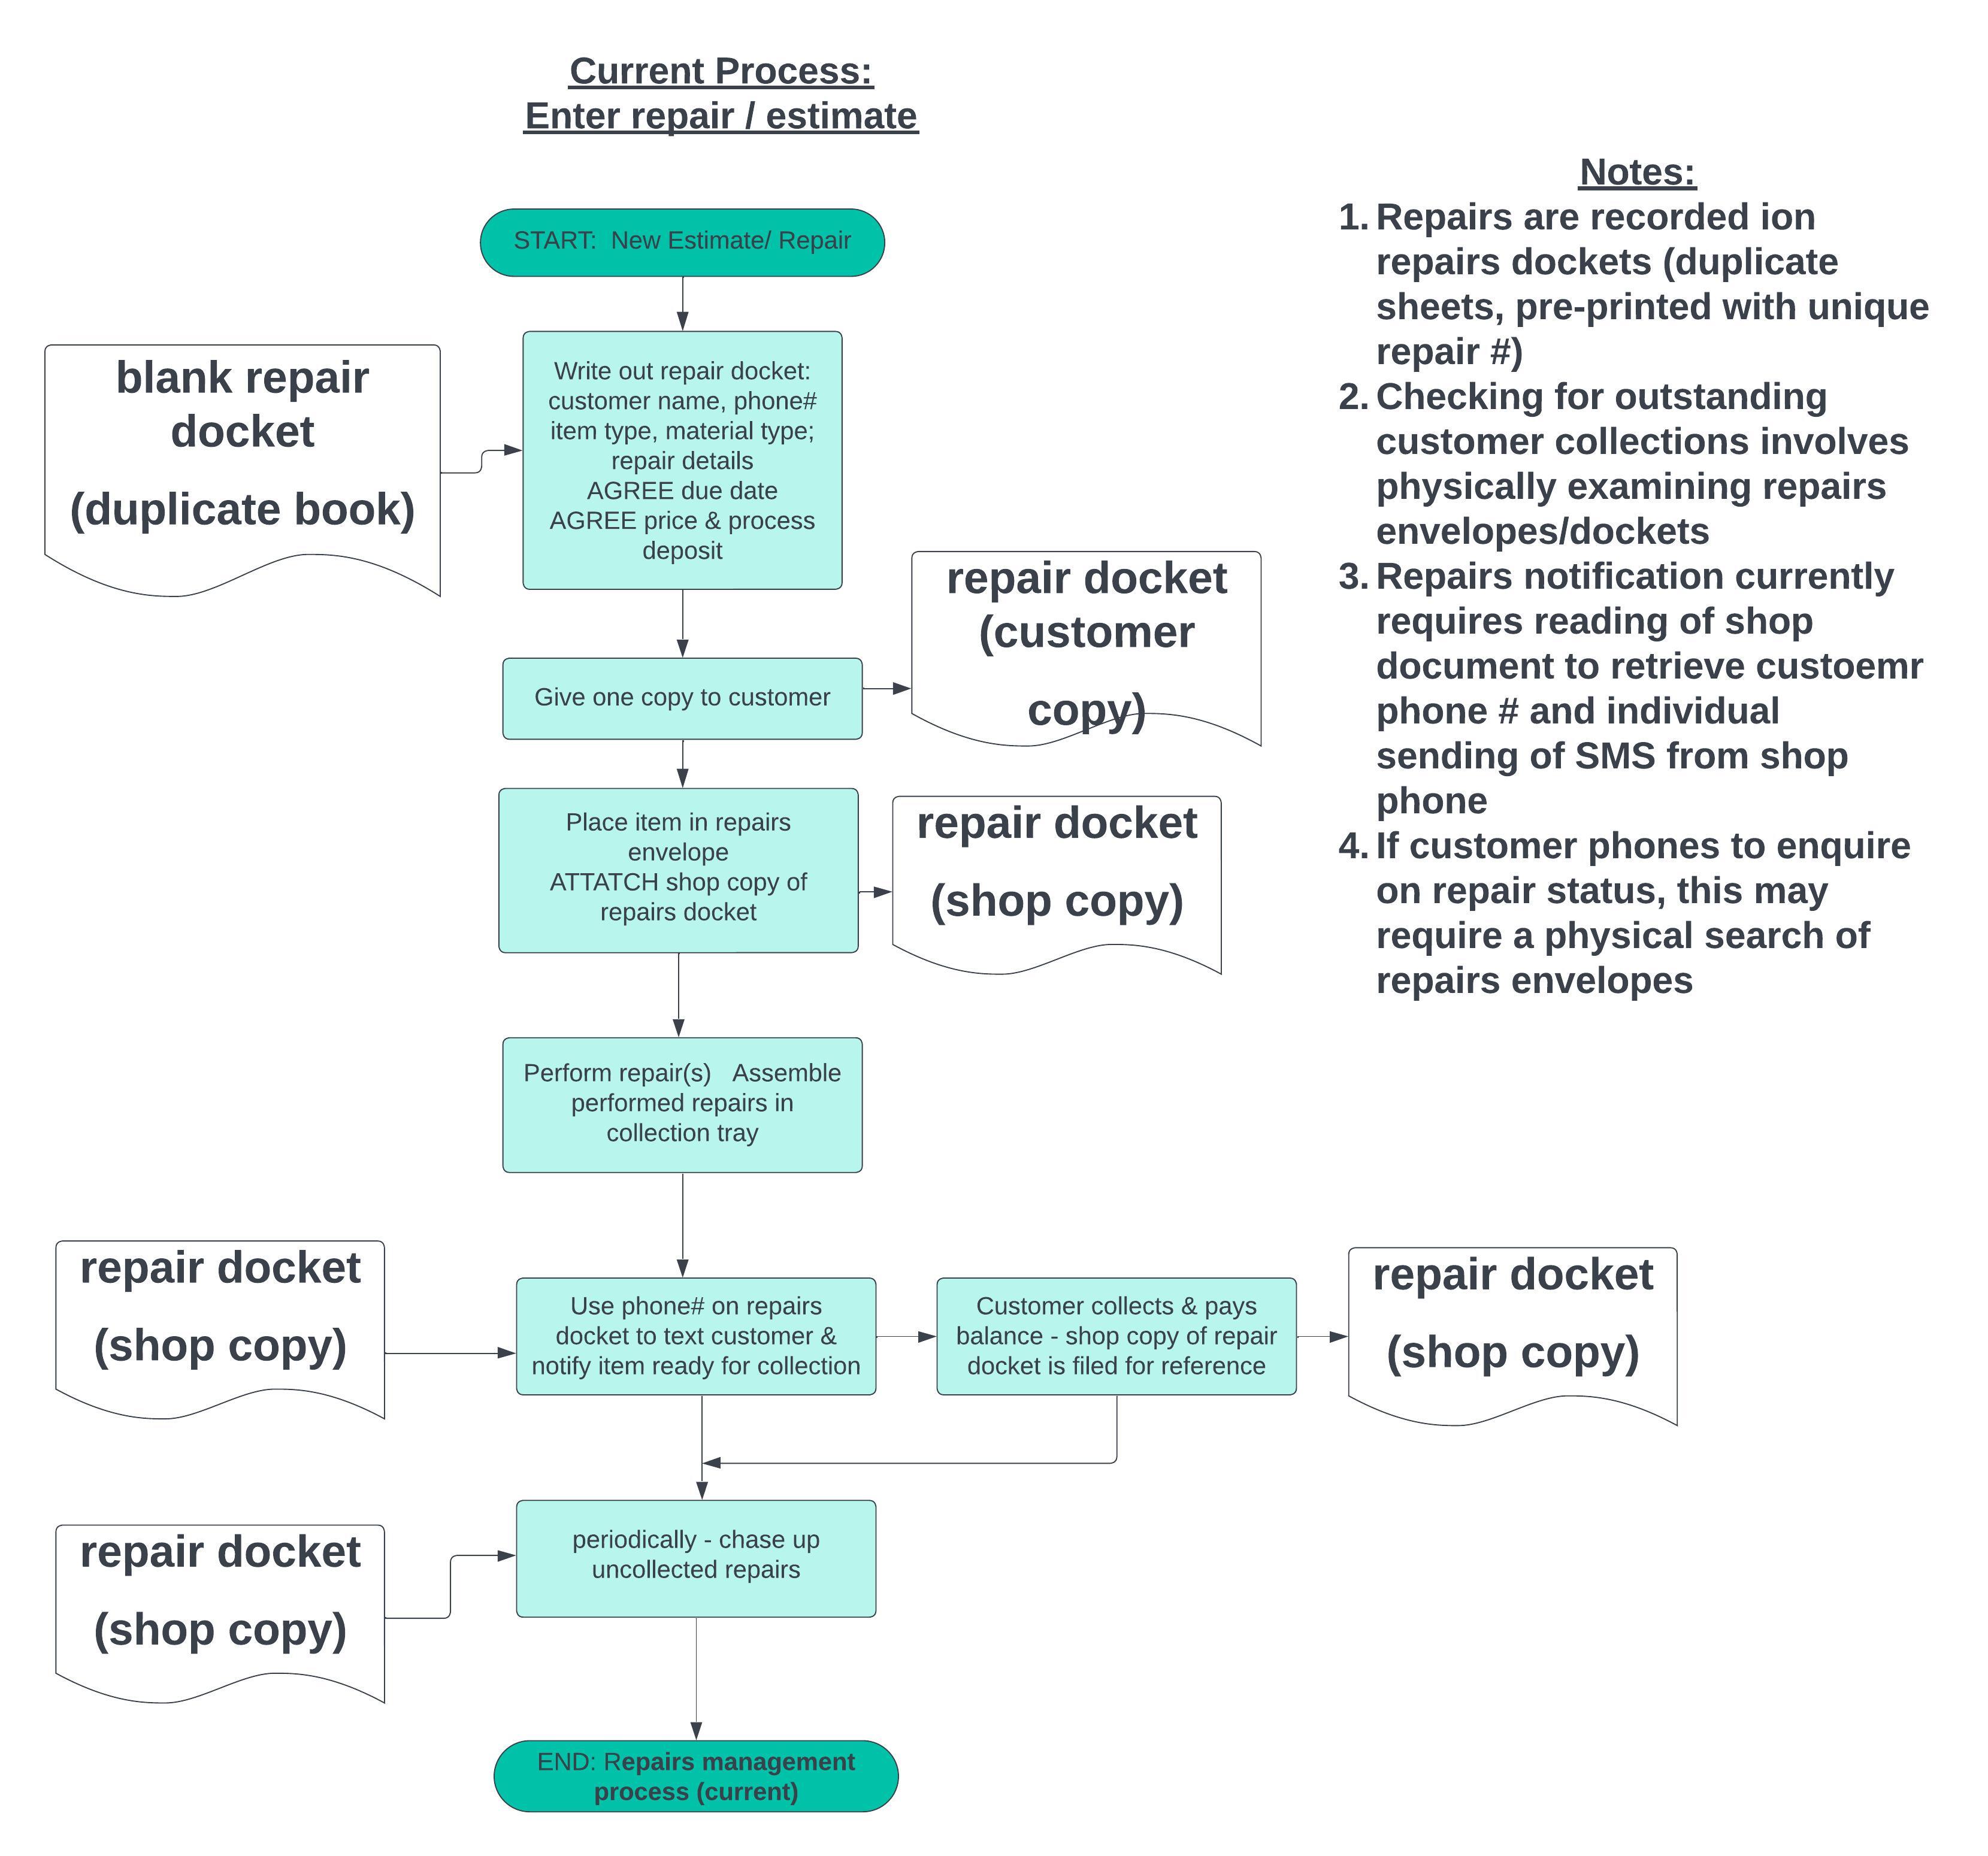 Current Process:
Enter repair / estimate
Notes:
1. Repairs are recorded ion
repairs dockets (duplicate
sheets, pre-printed with unique
repair #)
2. Checking for outstanding
customer collections involves
physically examining repairs
envelopes/dockets
3. Repairs notification currently
requires reading of shop
document to retrieve custoemr
phone # and individual
sending of SMS from shop
phone
4. If customer phones to enquire
on repair status, this may
require a physical search of
repairs envelopes
START:  New Estimate/ Repair
blank repair
docket
(duplicate book)
Write out repair docket:
customer name, phone#
item type, material type;
repair details
AGREE due date
AGREE price & process
deposit
Give one copy to customer
repair docket
(customer
copy)
Place item in repairs
envelope
ATTATCH shop copy of
repairs docket
repair docket
(shop copy)
Perform repair(s)   Assemble
performed repairs in
collection tray
repair docket
(shop copy)
Use phone# on repairs
docket to text customer &
notify item ready for collection
Customer collects & pays
balance - shop copy of repair
docket is filed for reference
repair docket
(shop copy)
repair docket
(shop copy)
periodically - chase up
uncollected repairs
END: Repairs management
process (current)